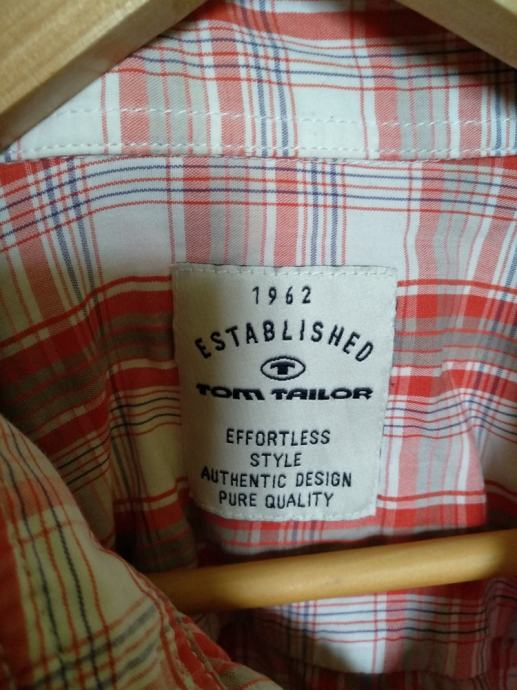 1962
ESTABLISHED
T
TOM TAILOR
EFFORTLESS
STYLE
AUTHENTIC DESIGN
PURE QUALITY